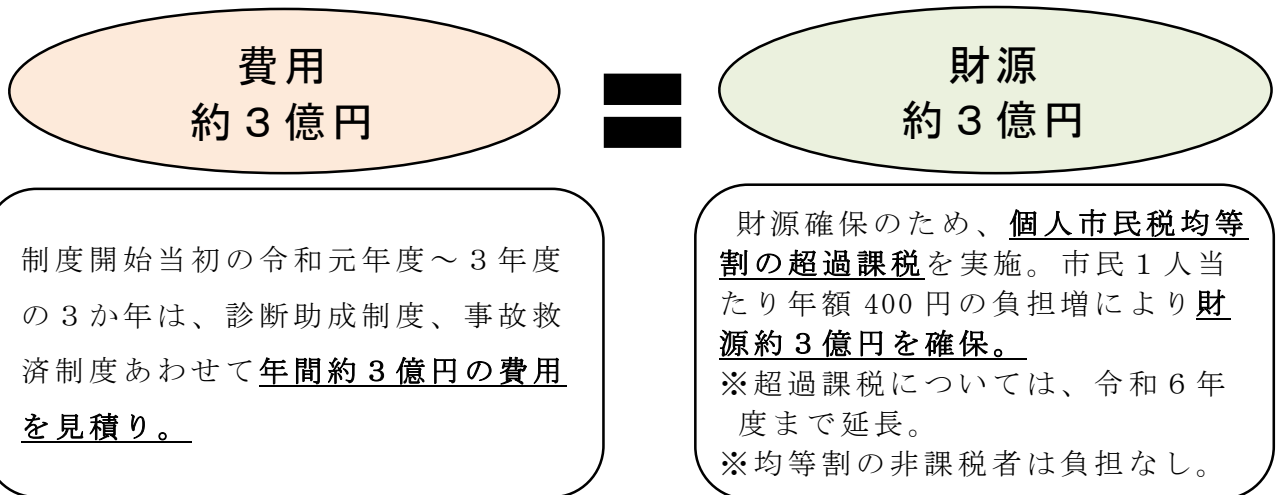 費用
約３億円
財源
約３億円
制度開始当初の令和元年度～３年度
の３か年は、診断助成制度、事故救
済制度あわせて年間約３億円の費用
を見積り。
財源確保のため、個人市民税均等
割の超過課税を実施。市民１人当
たり年額 400 円の負担増により財
源約３億円を確保。
※超過課税については、令和６年
度まで延長。
※均等割の非課税者は負担なし。